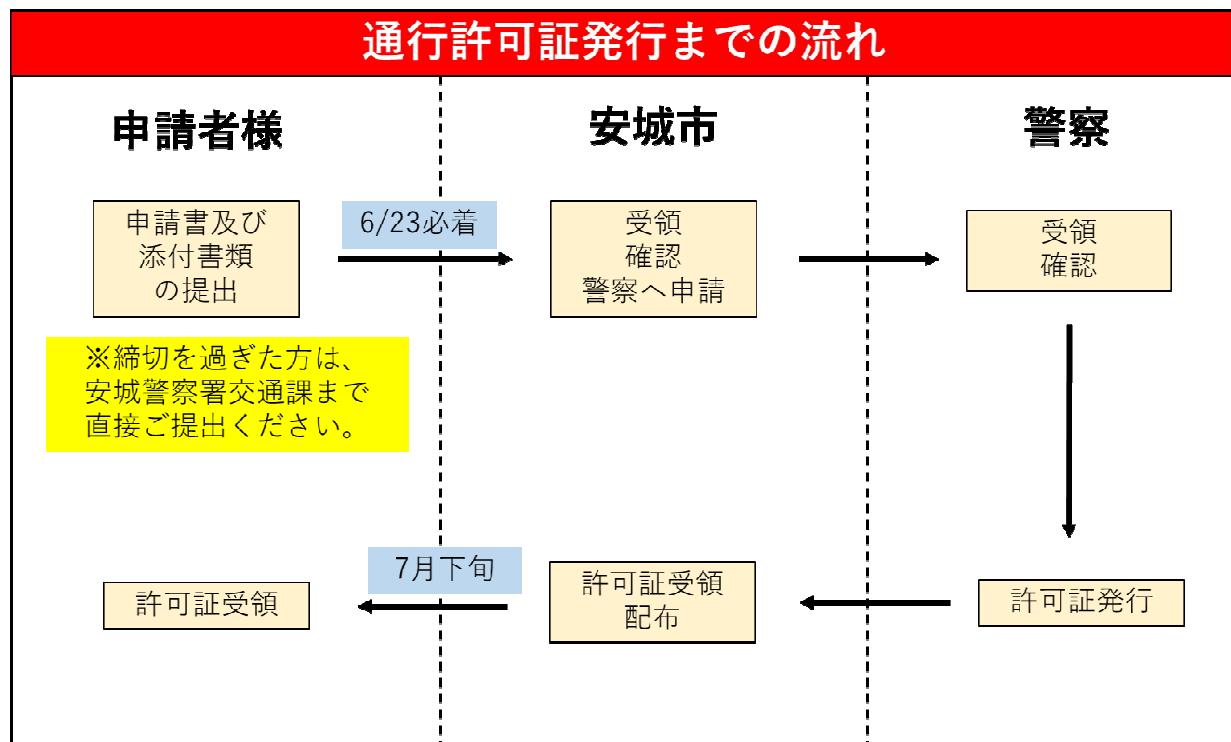 通行許可証発行までの流れ
申請者様
安城市
警察
申請書及び
添付書類
の提出
6/23必着
受領
確認
警察へ申請
受領
確認
※締切を過ぎた方は、
安城警察署交通課まで
直接ご提出ください。
許可証発行
許可証受領
配布
7月下旬
許可証受領